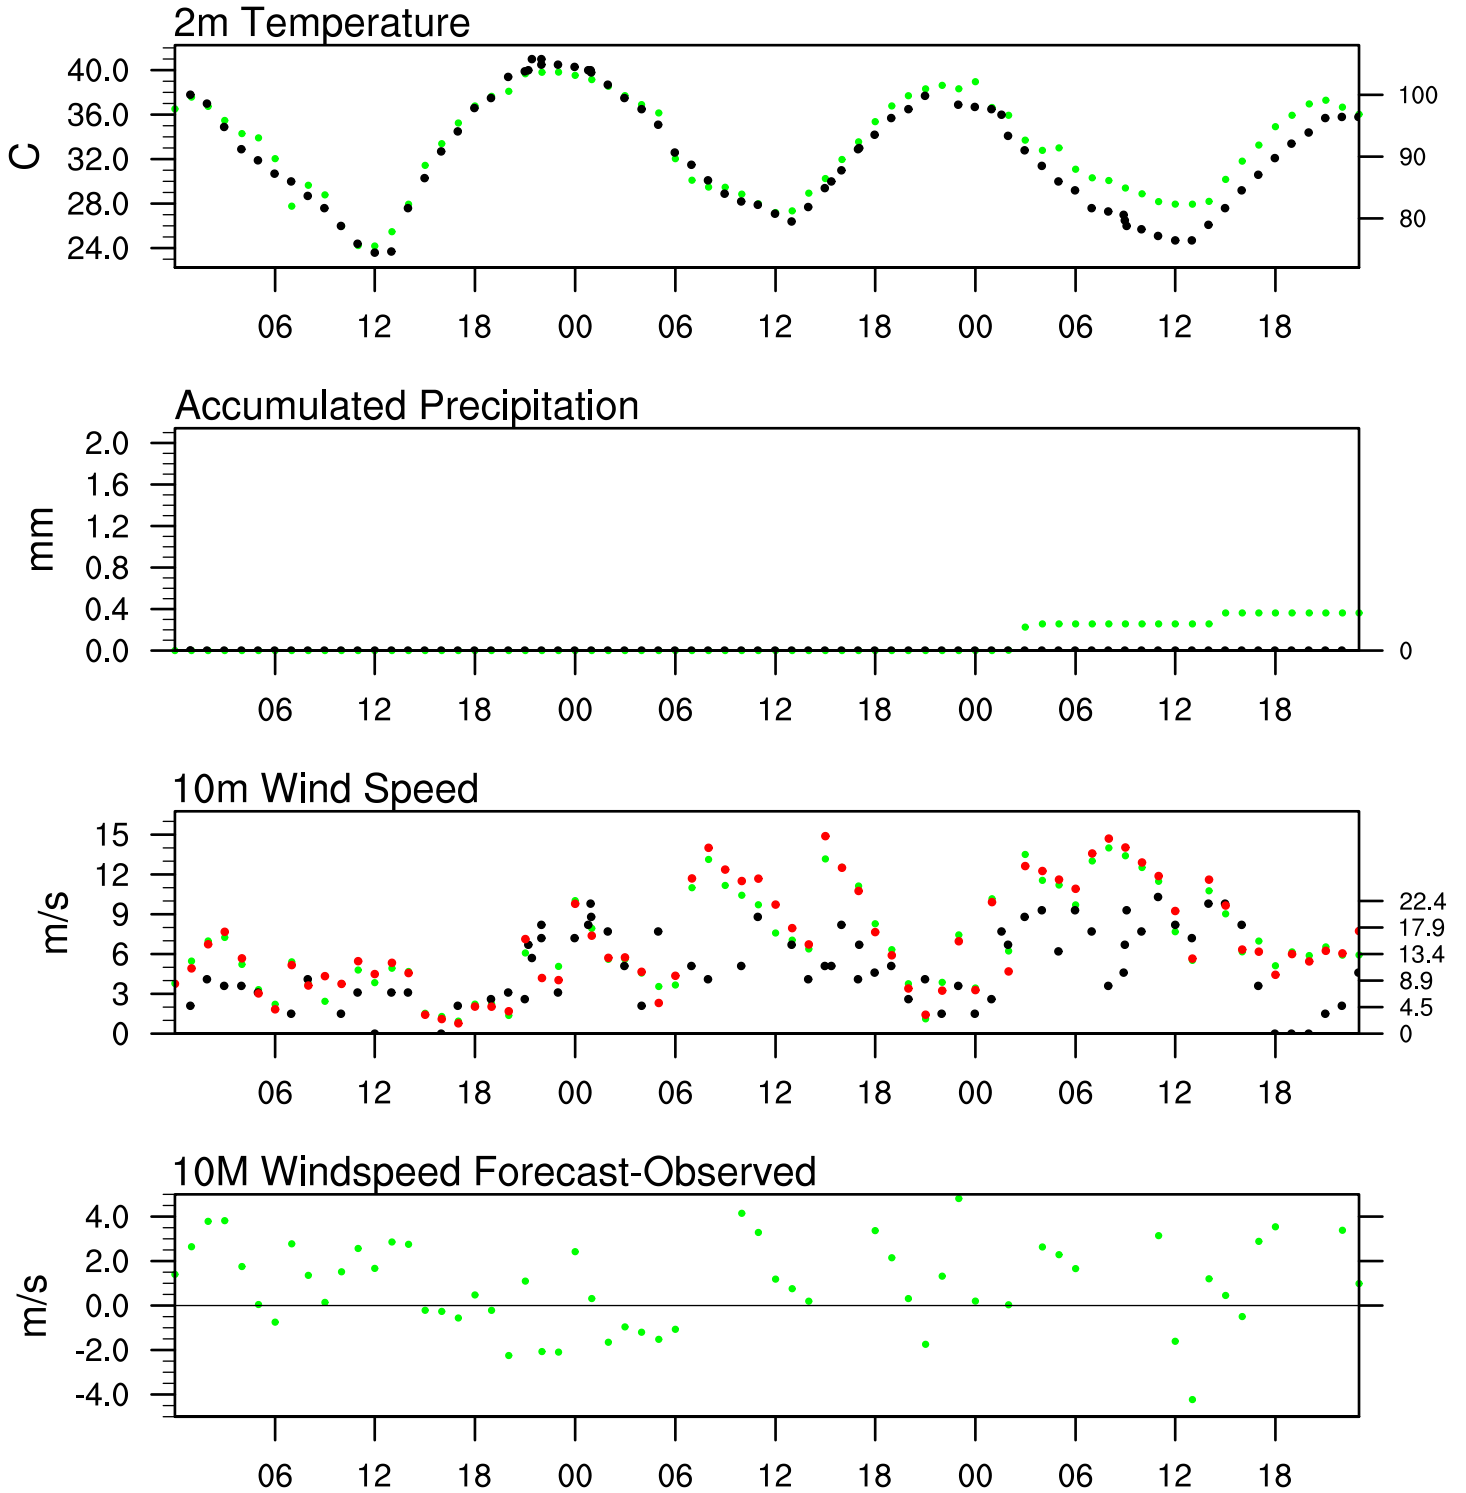 2m Temperature
40.0
36.0
32.0
28.0
24.0
C
100
90
80
06 12 18 00 06 12 18 00 06 12 18
Accumulated Precipitation
2.0
1.6
1.2
0.8
0.4
0.0
mm
0
06 12 18 00 06 12 18 00 06 12 18
10m Wind Speed
15
12
9
6
3
0
m/s
22.4
17.9
13.4
8.9
4.5
0
06 12 18 00 06 12 18 00 06 12 18
10M Windspeed Forecast-Observed
4.0
2.0
0.0
-2.0
-4.0
m/s
06 12 18 00 06 12 18 00 06 12 18